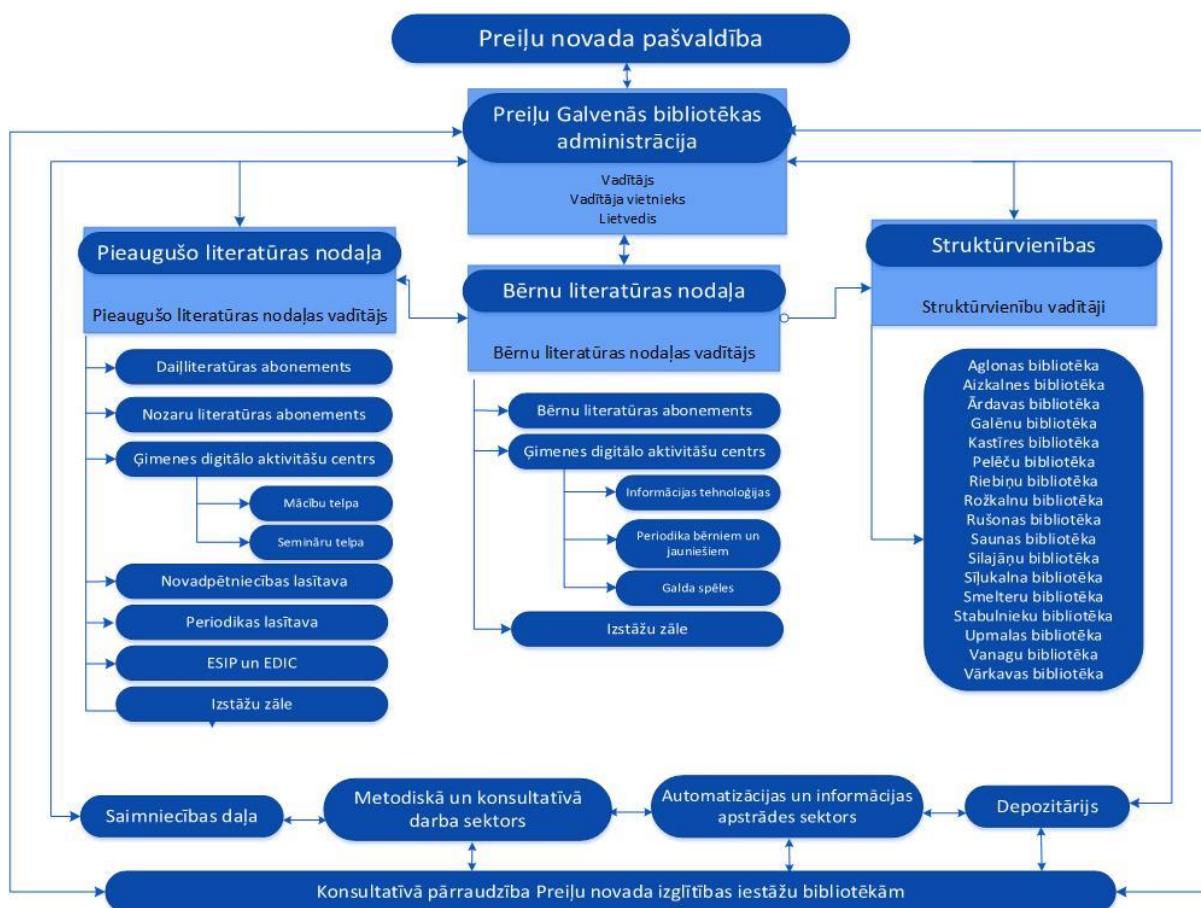 Preiļu novada pašvaldība
Preiļu Galvenās bibliotēkas
administrācija
Vadītājs
Vadītāja vietnieks
Lietvedis
Pieaugušo literatūras nodaļa
Pieaugušo literatūras nodaļas vadītājs
Daiļliteratūras abonements
Nozaru literatūras abonements
Ģimenes digitālo aktivitāšu centrs
Mācību telpa
Semināru telpa
Novadpētniecības lasītava
Periodikas lasītava
ESIP un EDIC
Izstāžu zāle
Bērnu literatūras nodaļa
Bērnu literatūras nodaļas vadītājs
Bērnu literatūras abonements
Ģimenes digitālo aktivitāšu centrs
Informācijas tehnoloģijas
Periodika bērniem un
jauniešiem
Galda spēles
Izstāžu zāle
Struktūrvienības
Struktūrvienību vadītāji
Aglonas bibliotēka
Aizkalnes bibliotēka
Ārdavas bibliotēka
Galēnu bibliotēka
Kastīres bibliotēka
Pelēču bibliotēka
Riebiņu bibliotēka
Rožkalnu bibliotēka
Rušonas bibliotēka
Saunas bibliotēka
Silajāņu bibliotēka
Sīļukalna bibliotēka
Smelteru bibliotēka
Stabulnieku bibliotēka
Upmalas bibliotēka
Vanagu bibliotēka
Vārkavas bibliotēka
Saimniecības daļa
Metodiskā un konsultatīvā
darba sektors
Automatizācijas un informācijas
apstrādes sektors
Depozitārijs
Konsultatīvā pārraudzība Preiļu novada izglītības iestāžu bibliotēkām